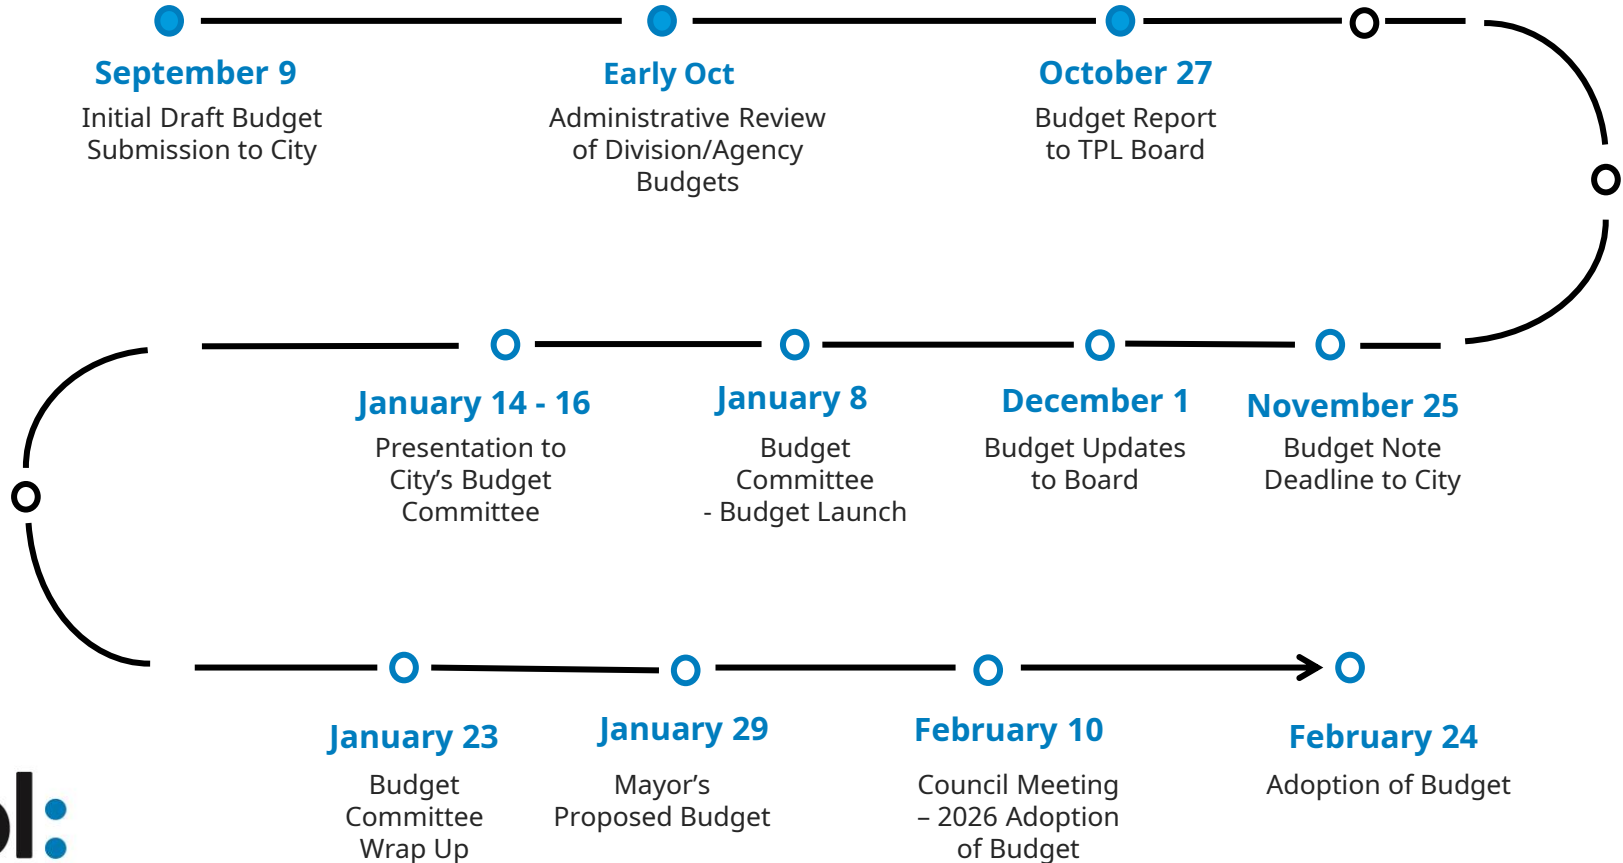 September 9
Initial Draft Budget
Submission to City
Early Oct
Administrative Review
of Division/Agency
Budgets
October 27
Budget Report
to TPL Board
November 25
Budget Note
Deadline to City
December 1
Budget Updates
to Board
January 8
Budget
Committee
- Budget Launch
January 14 - 16
Presentation to
City’s Budget
Committee
January 23
Budget
Committee
Wrap Up
January 29
Mayor’s
Proposed Budget
February 10
Council Meeting
– 2026 Adoption
of Budget
February 24
Adoption of Budget